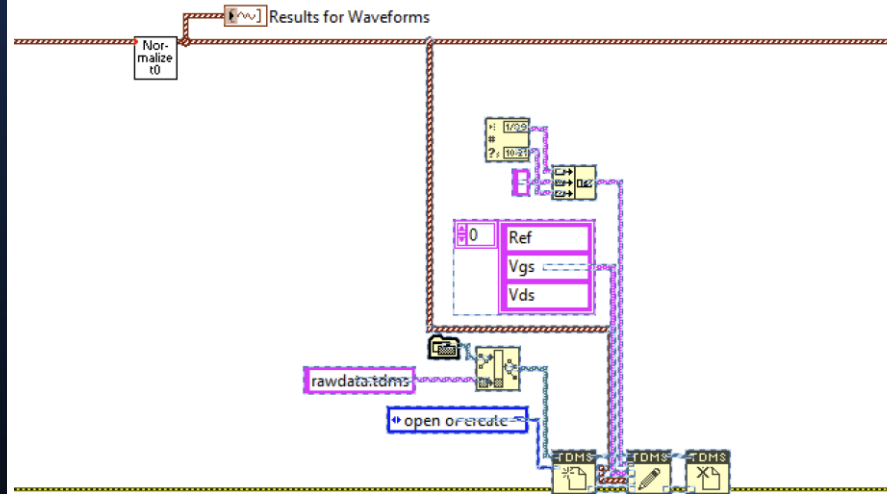 Results for Waveforms
Nor-
malize
t0
1/09
#
?:
10:21
0
Ref
Vgs
Vds
rawdata.tdms
open or create
TDMS
TDMS
TDMS